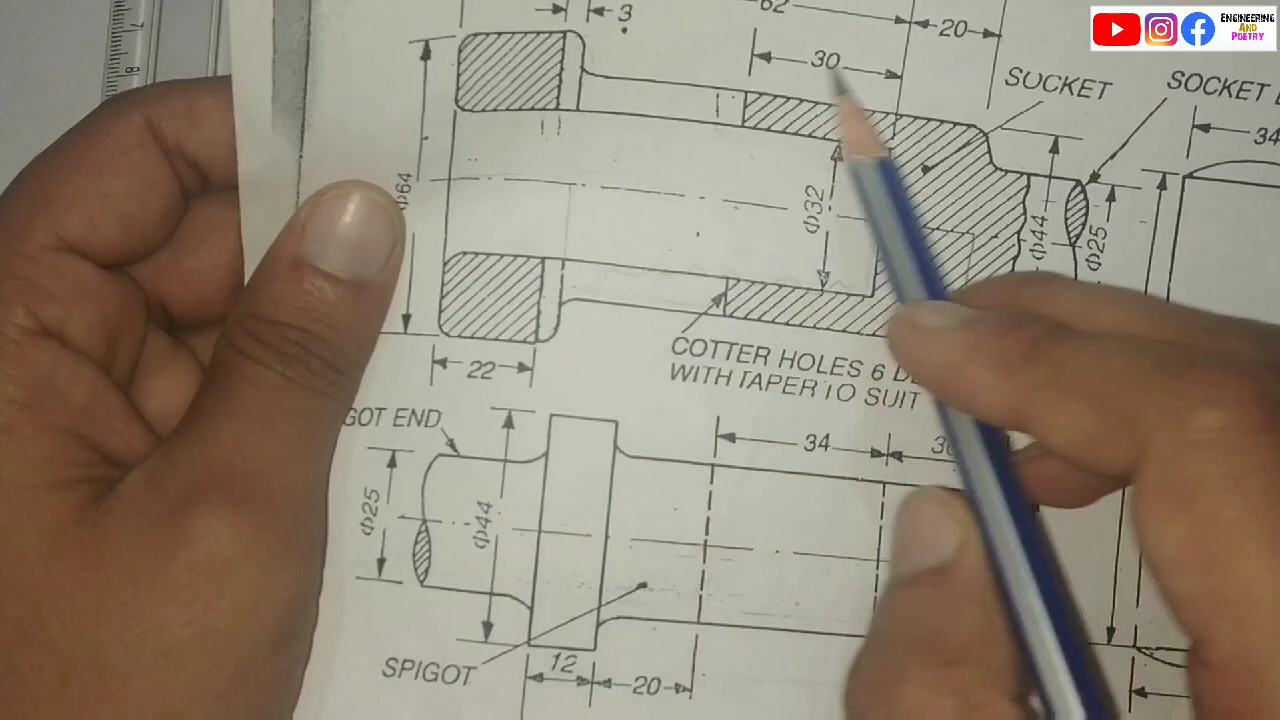 ENGINEERING
AND
POETRY
3
62
20
30
SOCKET
SOCKET
34
Φ64
Φ32
Φ44
Φ25
22
COTTER HOLES 6
WITH TAPER TO SUIT
GOT END
34
Φ25
Φ44
SPIGOT
12
20
8